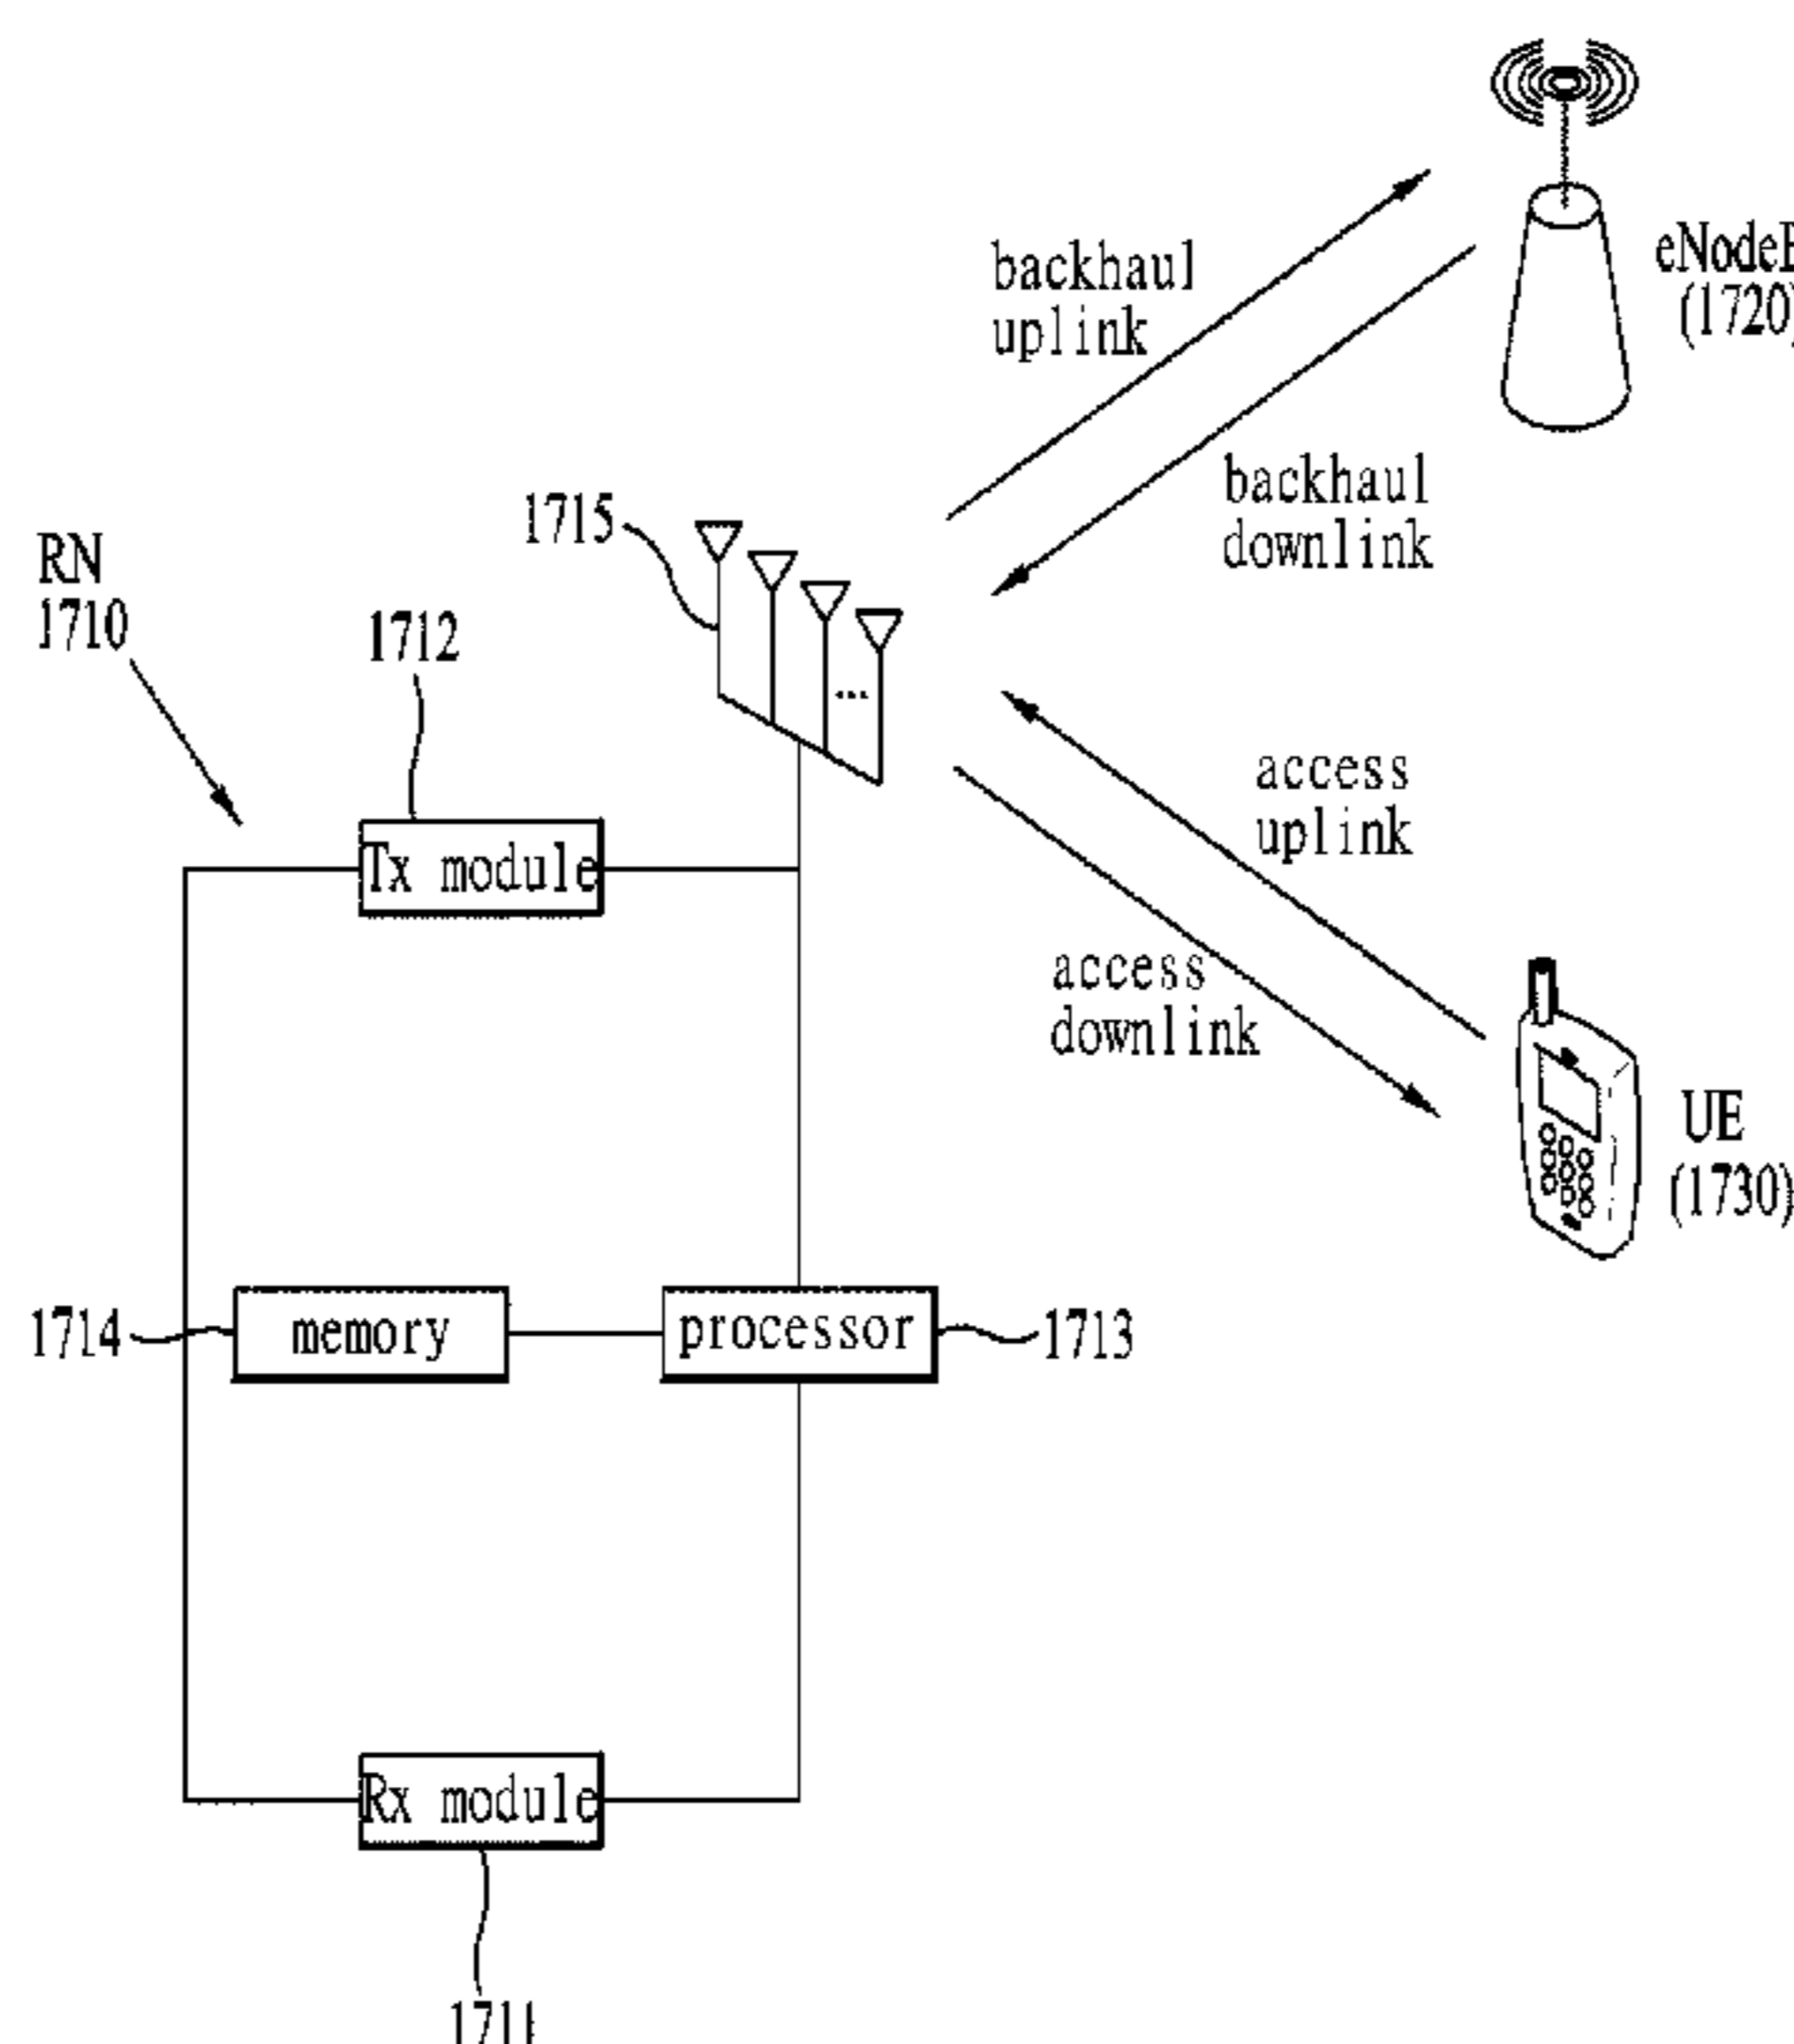 eNodeB
(1720)
backhaul
uplink
backhaul
downlink
1715
RN
1710
1712
access
uplink
Tx module
access
downlink
UE
(1730)
1714
memory
processor
1713
Rx module
1711